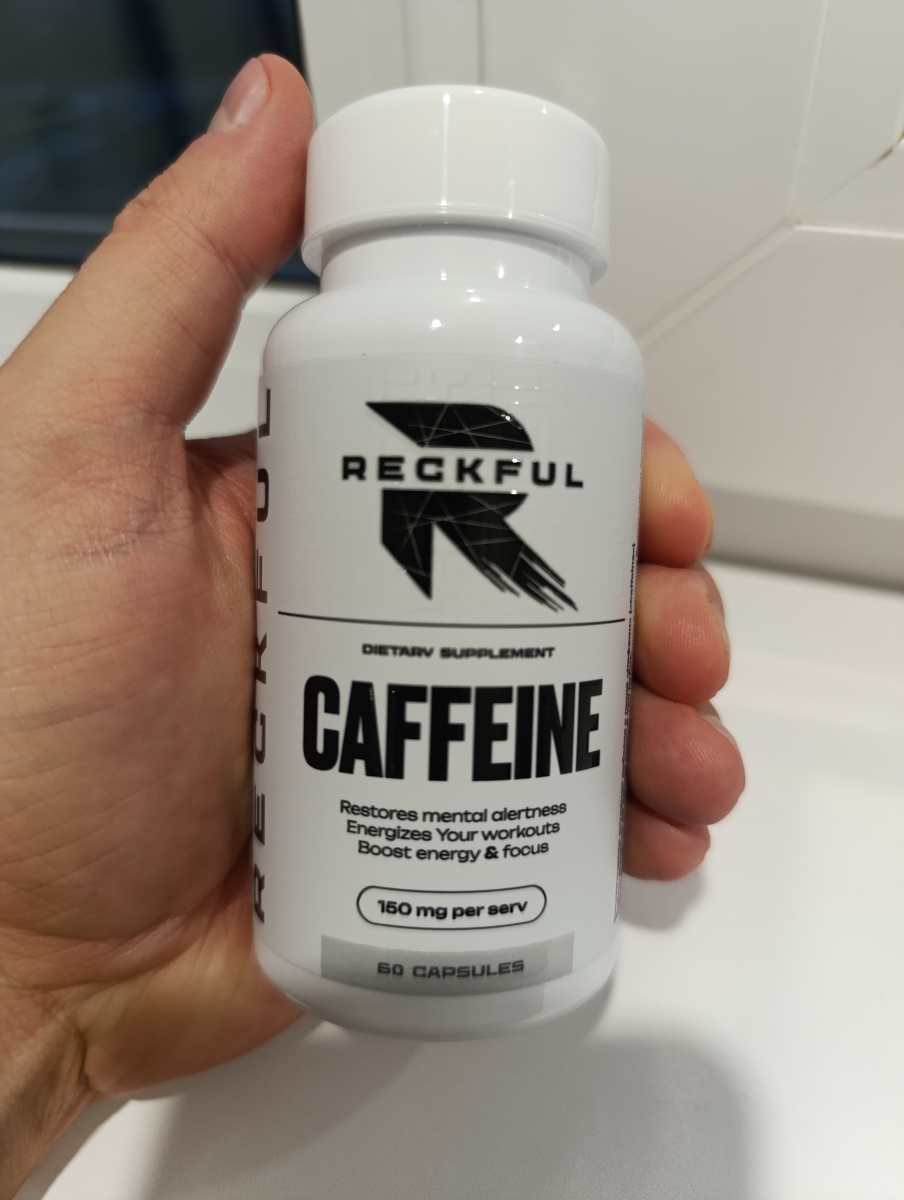 RECKFUL
RECKFUL
DIETARY SUPPLEMENT
CAFFEINE
Restores mental alertness
Energizes Your workouts
Boost energy & focus
150 mg per serv
60 CAPSULES